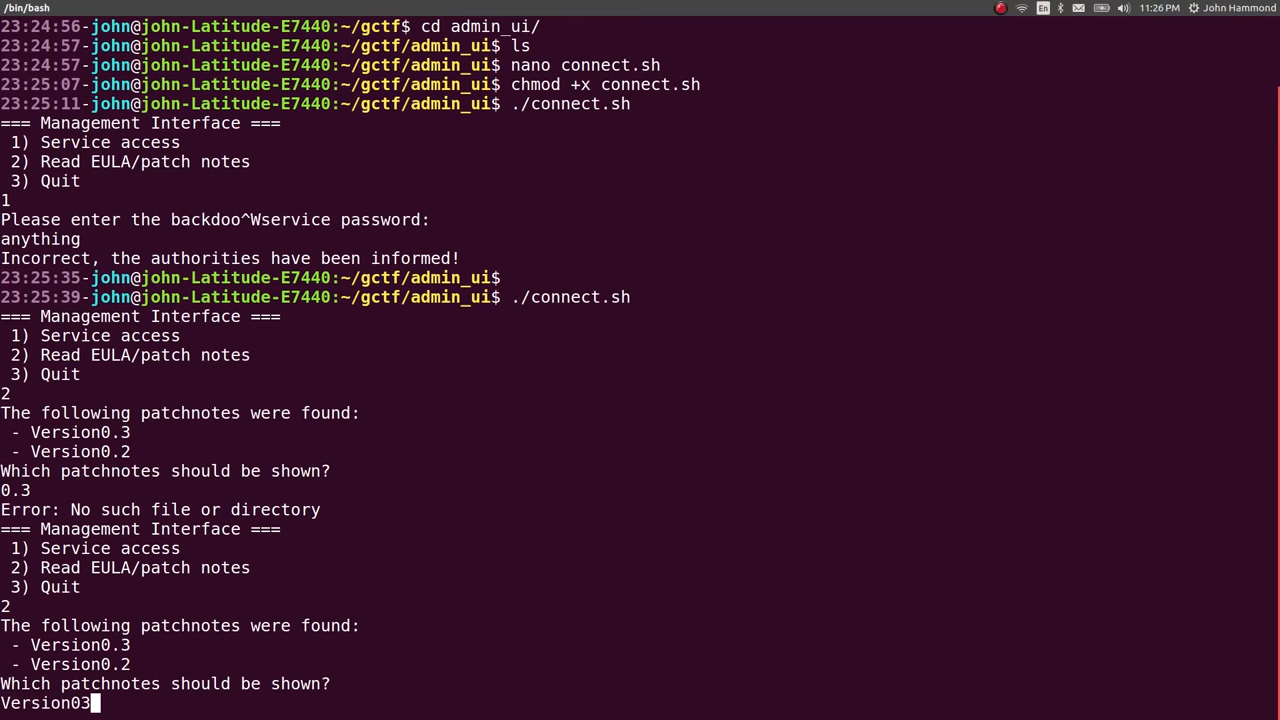 /bin/bash
En
11:26 PM
John Hammond
23:24:56-john@john-Latitude-E7440:~/gctf$ cd admin_ui/
23:24:57-john@john-Latitude-E7440:~/gctf/admin_ui$ ls
23:24:57-john@john-Latitude-E7440:~/gctf/admin_ui$ nano connect.sh
23:25:07-john@john-Latitude-E7440:~/gctf/admin_ui$ chmod +x connect.sh
23:25:11-john@john-Latitude-E7440:~/gctf/admin_ui$ ./connect.sh
=== Management Interface ===
1) Service access
2) Read EULA/patch notes
3) Quit
1
Please enter the backdoo^Wservice password:
anything
Incorrect, the authorities have been informed!
23:25:35-john@john-Latitude-E7440:~/gctf/admin_ui$
23:25:39-john@john-Latitude-E7440:~/gctf/admin_ui$ ./connect.sh
=== Management Interface ===
1) Service access
2) Read EULA/patch notes
3) Quit
2
The following patchnotes were found:
- Version0.3
- Version0.2
Which patchnotes should be shown?
0.3
Error: No such file or directory
=== Management Interface ===
1) Service access
2) Read EULA/patch notes
3) Quit
2
The following patchnotes were found:
- Version0.3
- Version0.2
Which patchnotes should be shown?
Version03